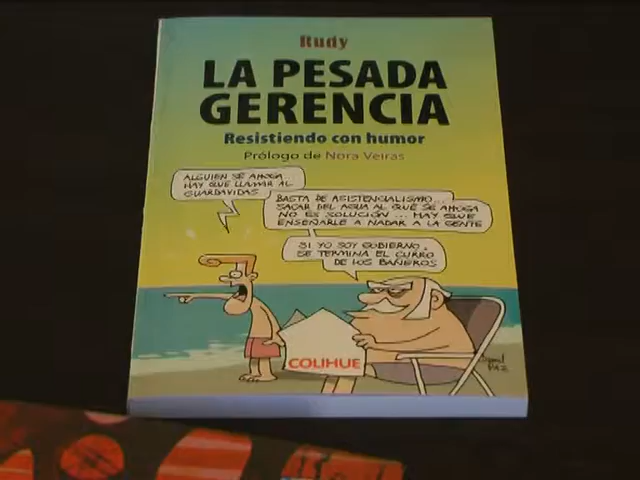 Rudy
LA PESADA
GERENCIA
Resistiendo con humor
Prólogo de Nora Veiras
ALGUIEN SE AHOGA...
HAY QUE LLAMAR AL
GUARDAVIDAS
BASTA DE ASISTENCIALISMO...
SACAR DEL AGUA AL QUE SE AHOGA
NO ES SOLUCIÓN... HAY QUE
ENSEÑARLE A NADAR A LA GENTE
SI YO SOY GOBIERNO,
SE TERMINA EL CURRO
DE LOS BAÑEROS
COLIHUE
PAZ